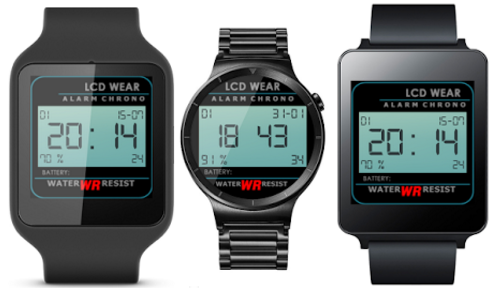 LCD WEAR
ALARM CHRONO
01 15-07
20:14
70 % 24
BATTERY:
WATER WR RESIST
LCD WEAR
ALARM CHRONO
01 31-01
18 43
91 %
BATTERY:
WATER WR RESIST
LCD WEAR
ALARM CHRONO
01 15-07
20:14
70 % 24
BATTERY:
WATER WR RESIST